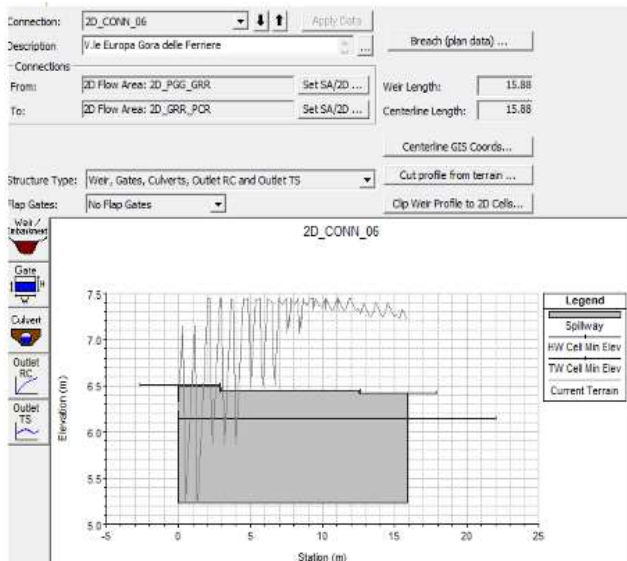 Connection: 2D_CONN_06 Apply Data
Description V.le Europa Gora delle Ferriere ... Breach (plan data) ...
Connections
From: 2D Flow Area: 2D_PGG_GRR Set SA/2D ... Weir Length: 15.88
To: 2D Flow Area: 2D_GRR_PCR Set SA/2D ... Centerline Length: 15.88
Centerline GIS Coords...
Structure Type: Weir, Gates, Culverts, Outlet RC and Outlet TS Cut profile from terrain ...
Flap Gates: No Flap Gates Clip Weir Profile to 2D Cells...
Weir / Embankment
Gate
Culvert
Outlet RC
Outlet TS
2D_CONN_06
Elevation (m)
7.5
7.0
6.5
6.0
5.5
5.0
-5 0 5 10 15 20 25
Station (m)
Legend
Spillway
HW Cell Min Elev
TW Cell Min Elev
Current Terrain